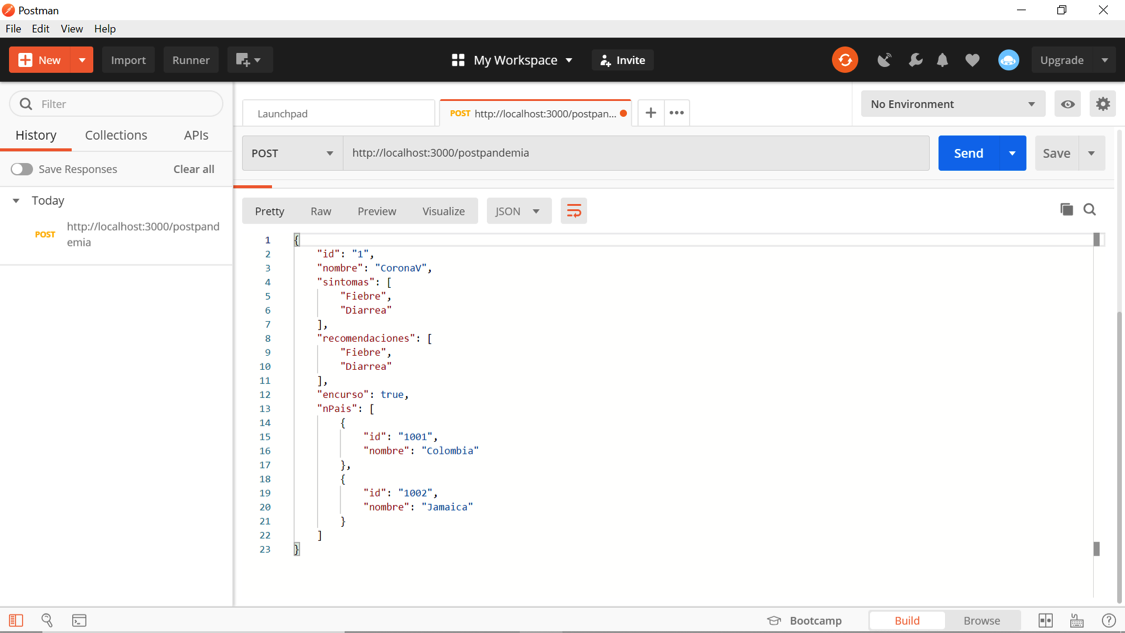 Postman
File Edit View Help
New Import Runner My Workspace Invite Upgrade
Filter
Launchpad POST http://localhost:3000/postpan... No Environment
History Collections APIs
POST http://localhost:3000/postpandemia Send Save
Save Responses Clear all
Today
POST http://localhost:3000/postpand
emia
Pretty Raw Preview Visualize JSON
1 {
2 "id": "1",
3 "nombre": "CoronaV",
4 "sintomas": [
5 "Fiebre",
6 "Diarrea"
7 ],
8 "recomendaciones": [
9 "Fiebre",
10 "Diarrea"
11 ],
12 "encurso": true,
13 "nPais": [
14 {
15 "id": "1001",
16 "nombre": "Colombia"
17 },
18 {
19 "id": "1002",
20 "nombre": "Jamaica"
21 }
22 ]
23 }
Bootcamp Build Browse